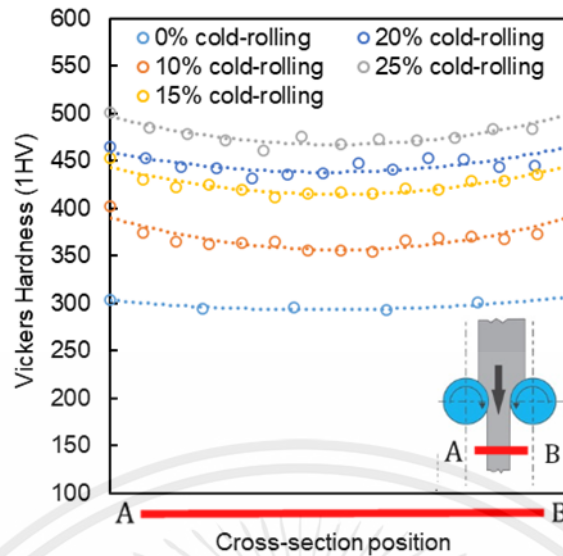 600
550
500
450
400
350
300
250
200
150
100
Vickers Hardness (1HV)
0% cold-rolling
20% cold-rolling
10% cold-rolling
25% cold-rolling
15% cold-rolling
A
B
A
B
Cross-section position